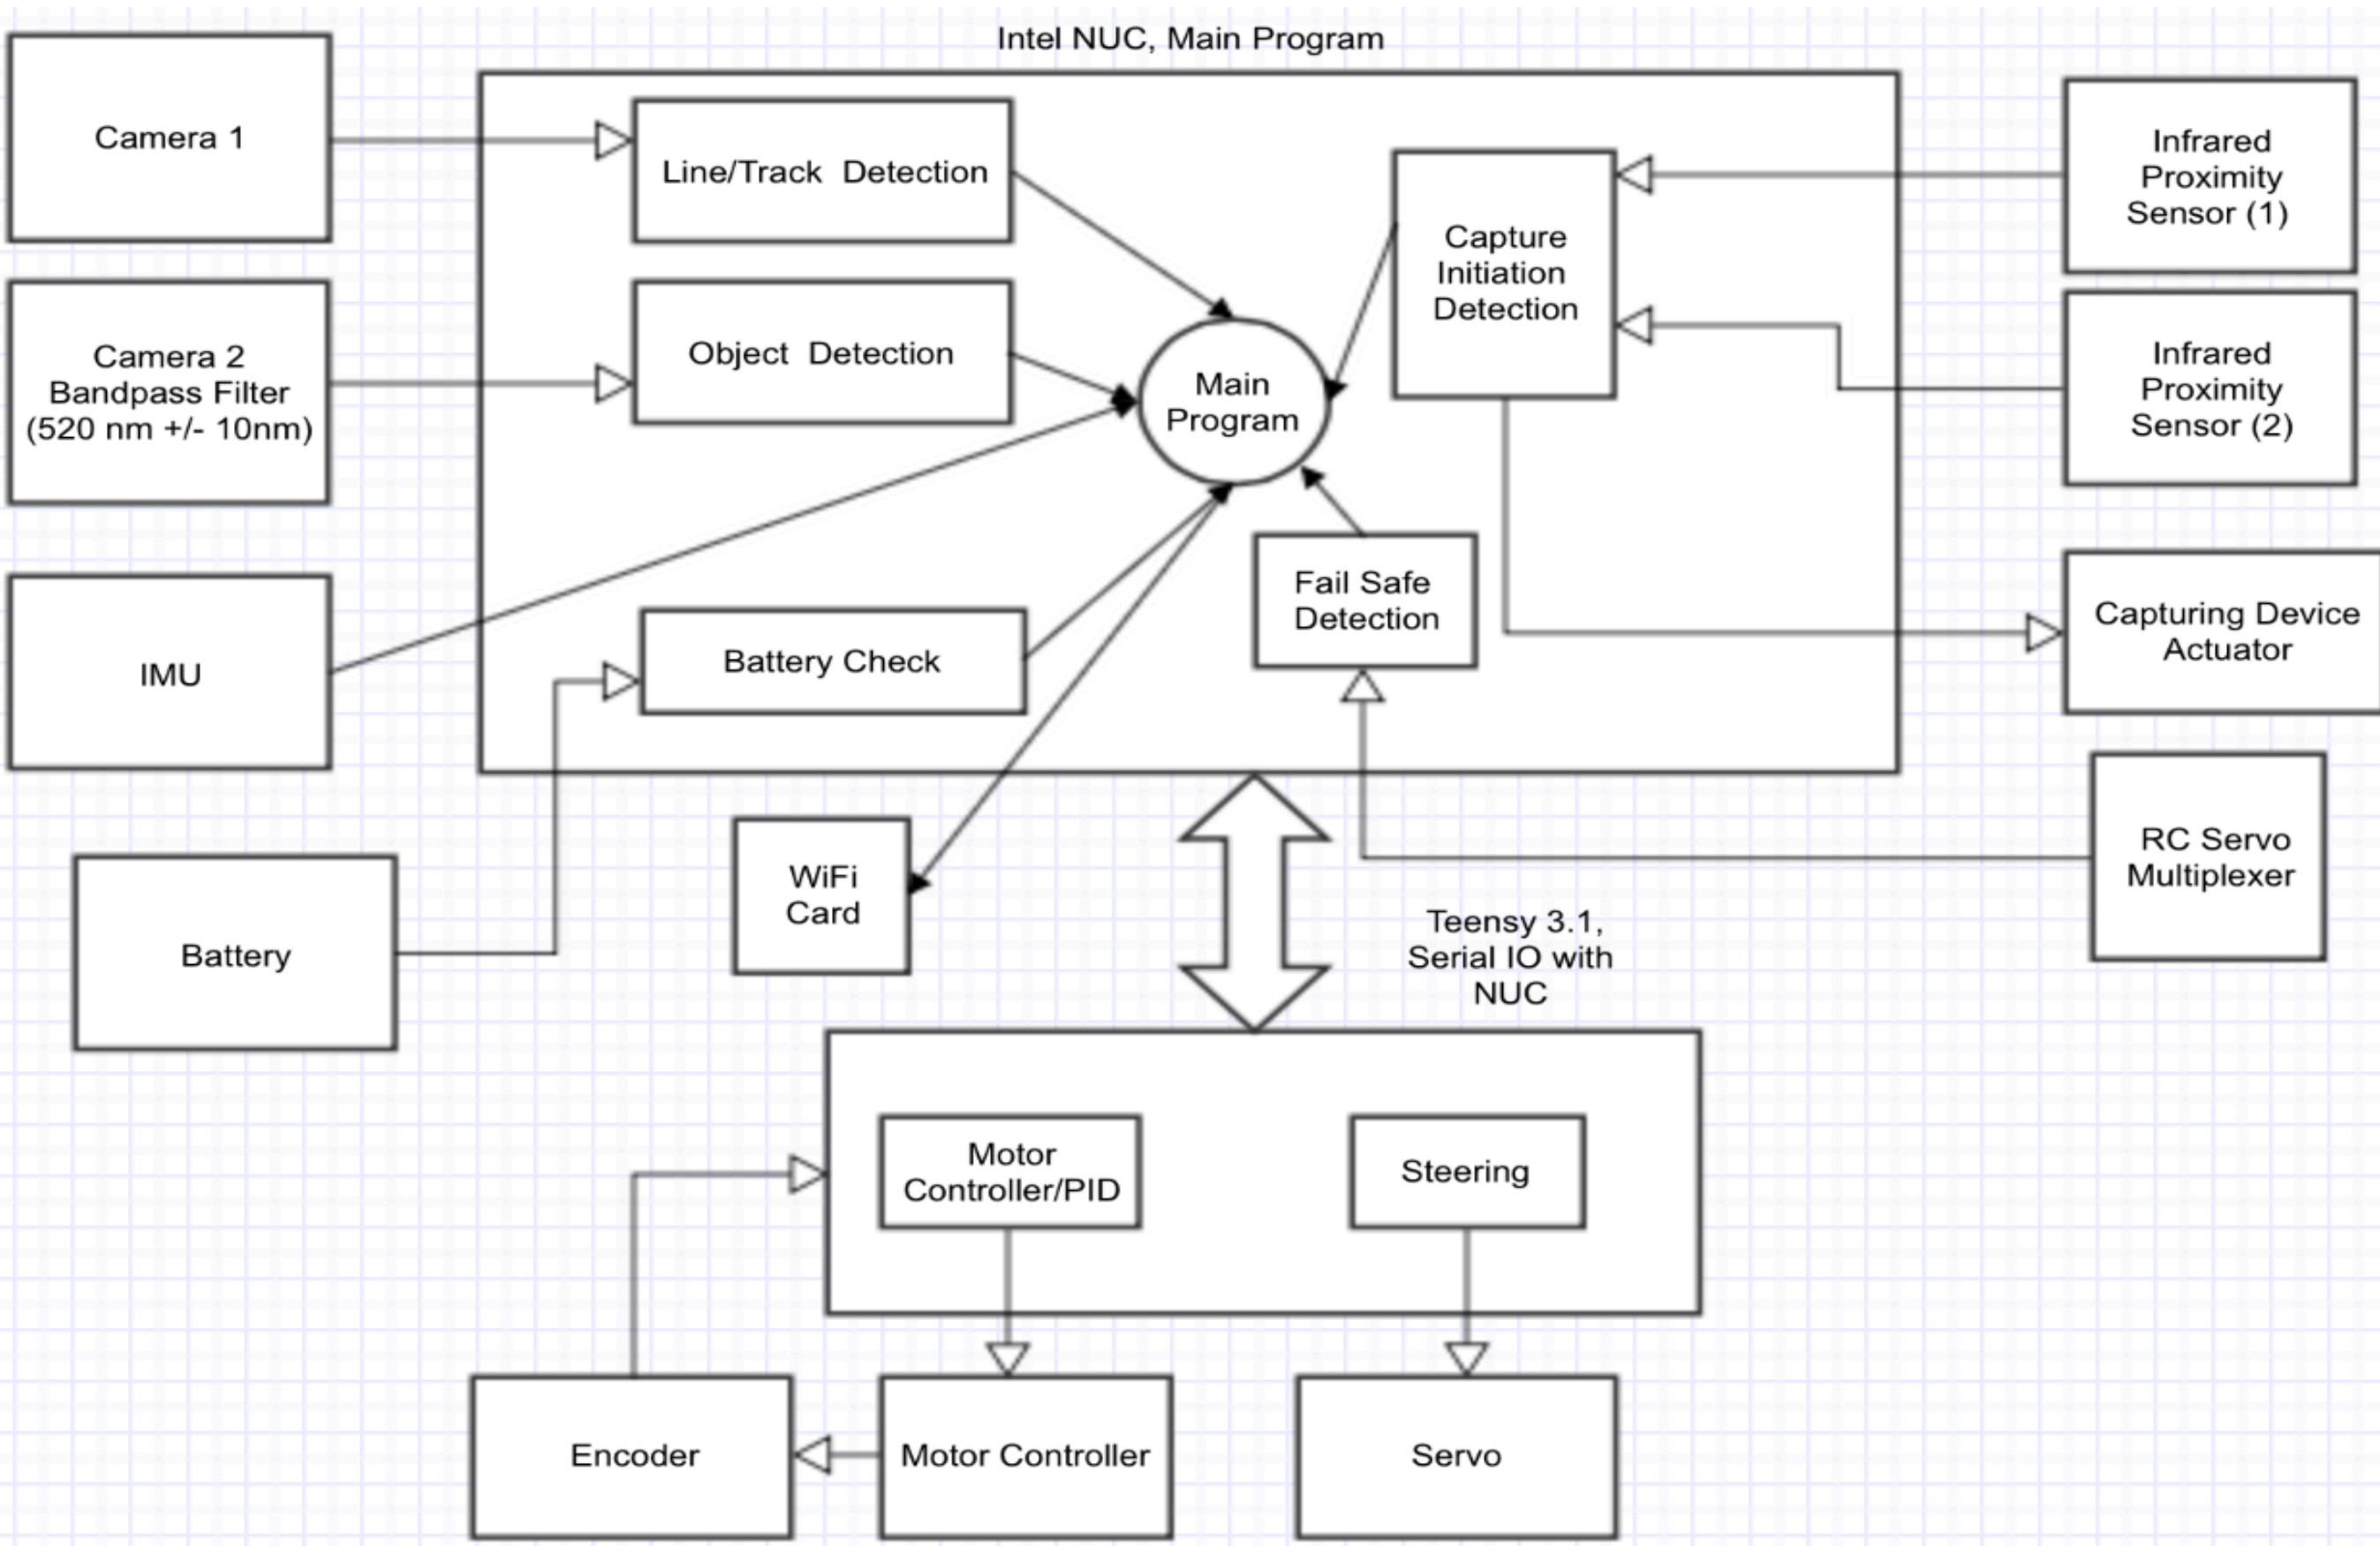 Intel NUC, Main Program
Camera 1
Line/Track  Detection
Infrared
Proximity
Sensor (1)
Capture
Initiation
Detection
Camera 2
Bandpass Filter
(520 nm +/- 10nm)
Object  Detection
Main
Program
Infrared
Proximity
Sensor (2)
IMU
Battery Check
Fail Safe
Detection
Capturing Device
Actuator
Battery
WiFi
Card
Teensy 3.1,
Serial IO with
NUC
RC Servo
Multiplexer
Motor
Controller/PID
Steering
Encoder
Motor Controller
Servo